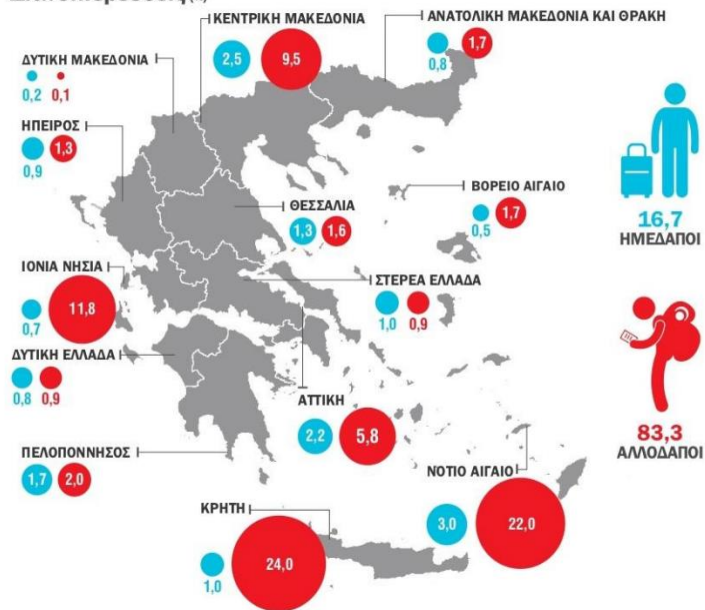 ΚΕΝΤΡΙΚΗ ΜΑΚΕΔΟΝΙΑ
2,5
9,5
ΑΝΑΤΟΛΙΚΗ ΜΑΚΕΔΟΝΙΑ ΚΑΙ ΘΡΑΚΗ
0,8
1,7
ΔΥΤΙΚΗ ΜΑΚΕΔΟΝΙΑ
0,2
0,1
ΗΠΕΙΡΟΣ
0,9
1,3
ΘΕΣΣΑΛΙΑ
1,3
1,6
ΒΟΡΕΙΟ ΑΙΓΑΙΟ
0,5
1,7
16,7
ΗΜΕΔΑΠΟΙ
ΙΟΝΙΑ ΝΗΣΙΑ
0,7
11,8
ΣΤΕΡΕΑ ΕΛΛΑΔΑ
1,0
0,9
ΔΥΤΙΚΗ ΕΛΛΑΔΑ
0,8
0,9
ΑΤΤΙΚΗ
2,2
5,8
83,3
ΑΛΛΟΔΑΠΟΙ
ΠΕΛΟΠΟΝΝΗΣΟΣ
1,7
2,0
ΝΟΤΙΟ ΑΙΓΑΙΟ
3,0
22,0
ΚΡΗΤΗ
1,0
24,0